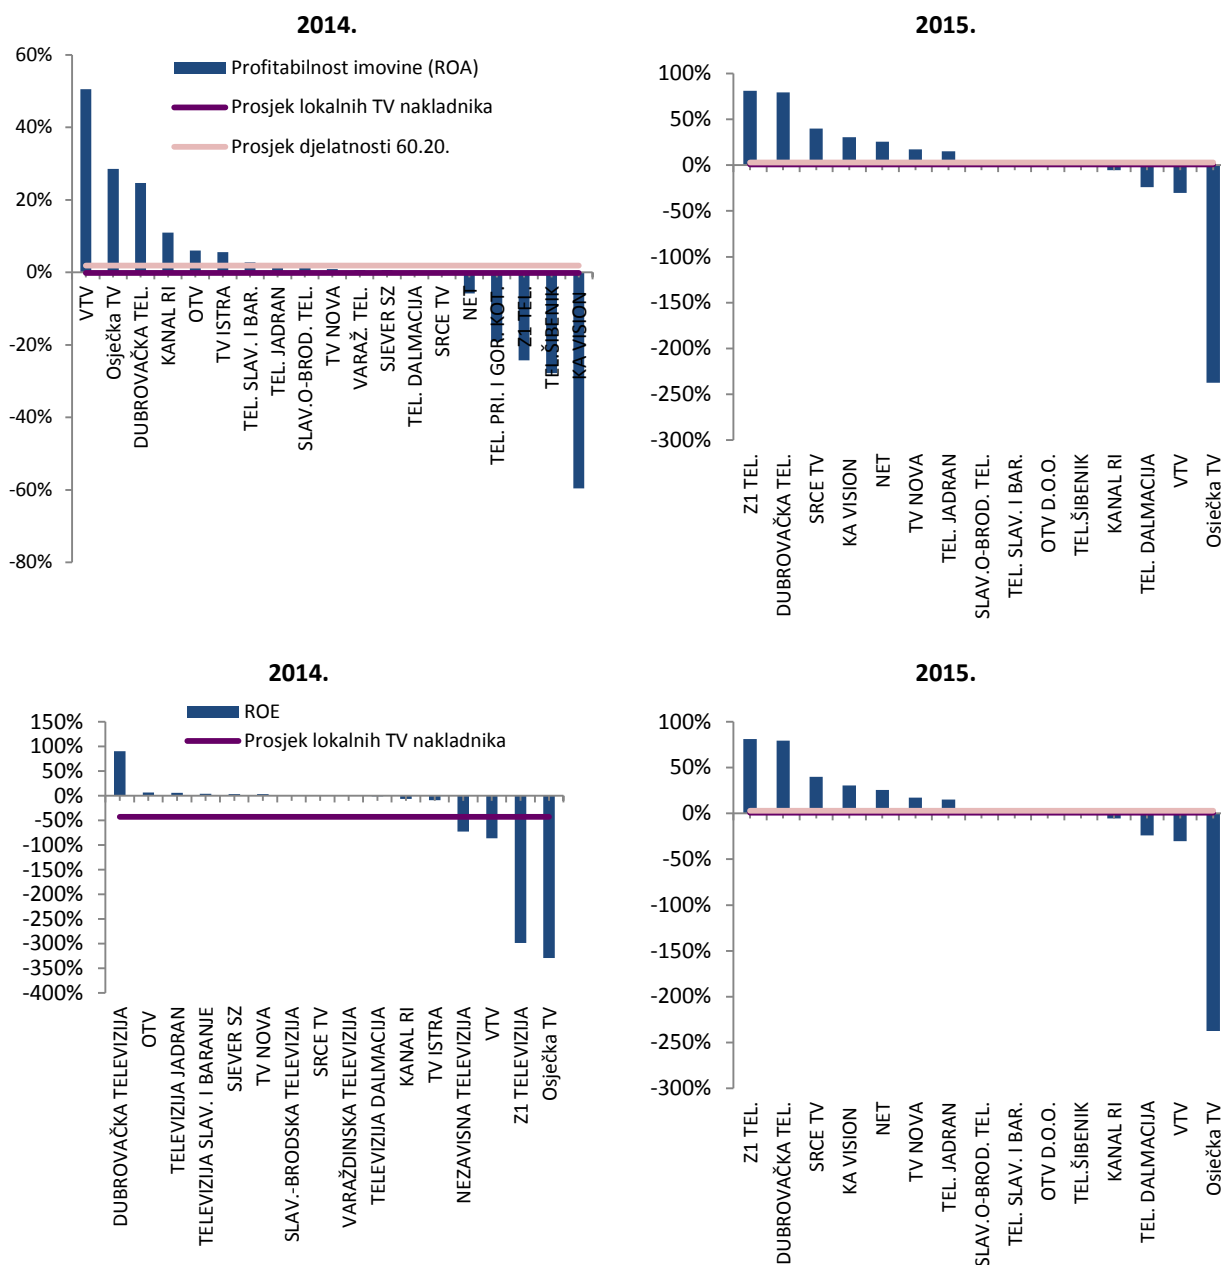 2014.
60%
40%
20%
0%
-20%
-40%
-60%
-80%
Profitabilnost imovine (ROA)
Prosjek lokalnih TV nakladnika
Prosjek djelatnosti 60.20.
VTV
Osječka TV
DUBROVAČKA TEL.
KANAL RI
OTV
TV ISTRA
TEL. SLAV. I BAR.
TEL. JADRAN
SLAV.O-BROD. TEL.
TV NOVA
VARAŽ. TEL.
SJEVER SZ
TEL. DALMACIJA
SRCE TV
NET
TEL. PRI. I GOR. KOT.
Z1 TEL.
TEL.ŠIBENIK
KA VISION
2015.
100%
50%
0%
-50%
-100%
-150%
-200%
-250%
-300%
Z1 TEL.
DUBROVAČKA TEL.
SRCE TV
KA VISION
NET
TV NOVA
TEL. JADRAN
SLAV.O-BROD. TEL.
TEL. SLAV. I BAR.
OTV D.O.O.
TEL.ŠIBENIK
KANAL RI
TEL. DALMACIJA
VTV
Osječka TV
2014.
150%
100%
50%
0%
-50%
-100%
-150%
-200%
-250%
-300%
-350%
-400%
ROE
Prosjek lokalnih TV nakladnika
DUBROVAČKA TELEVIZIJA
OTV
TELEVIZIJA JADRAN
TELEVIZIJA SLAV. I BARANJE
SJEVER SZ
TV NOVA
SLAV.-BRODSKA TELEVIZIJA
SRCE TV
VARAŽDINSKA TELEVIZIJA
TELEVIZIJA DALMACIJA
KANAL RI
TV ISTRA
NEZAVISNA TELEVIZIJA
VTV
Z1 TELEVIZIJA
Osječka TV
2015.
100%
50%
0%
-50%
-100%
-150%
-200%
-250%
-300%
Z1 TEL.
DUBROVAČKA TEL.
SRCE TV
KA VISION
NET
TV NOVA
TEL. JADRAN
SLAV.O-BROD. TEL.
TEL. SLAV. I BAR.
OTV D.O.O.
TEL.ŠIBENIK
KANAL RI
TEL. DALMACIJA
VTV
Osječka TV